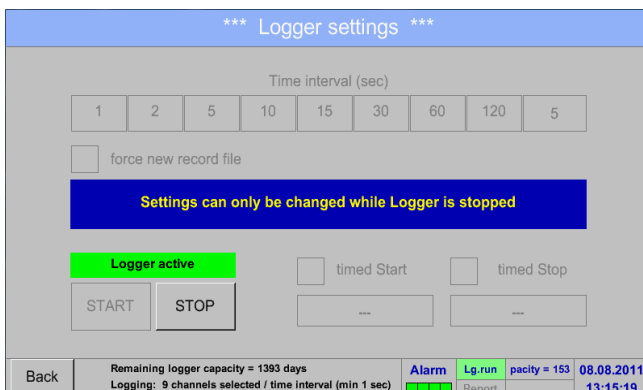 *** Logger settings ***
Time interval (sec)
1 2 5 10 15 30 60 120 5
force new record file
Settings can only be changed while Logger is stopped
Logger active
timed Start timed Stop
START STOP --- ---
Back
Remaining logger capacity = 1393 days
Logging: 9 channels selected / time interval (min 1 sec)
Alarm
Lg.run
Report
pacity = 153
08.08.2011
13:15:19